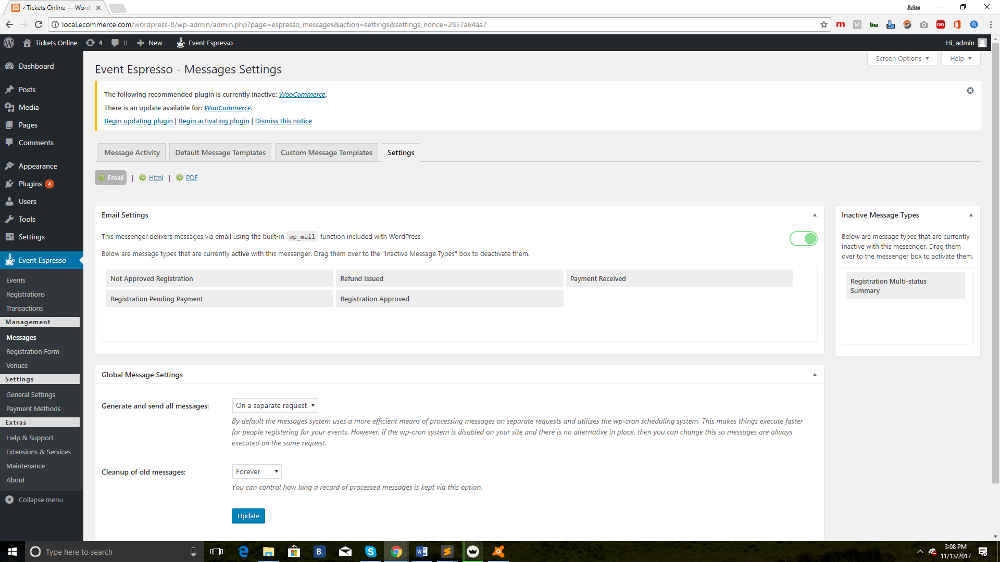 ‹ Tickets Online — Word
John
local.ecommerce.com/wordpress-8/wp-admin/admin.php?page=espresso_messages&action=settings&settings_nonce=2857a64aa7
m M bw CORS
Tickets Online 4 0 New Event Espresso Hi, admin
Screen Options Help
Dashboard
Posts
Media
Pages
Comments
Appearance
Plugins 4
Users
Tools
Settings
Event Espresso
Events
Registrations
Transactions
Management
Messages
Registration Form
Venues
Settings
General Settings
Payment Methods
Extras
Help & Support
Extensions & Services
Maintenance
About
Collapse menu
Event Espresso - Messages Settings
The following recommended plugin is currently inactive: WooCommerce.
There is an update available for: WooCommerce.
Begin updating plugin | Begin activating plugin | Dismiss this notice
Message Activity Default Message Templates Custom Message Templates Settings
Email | Html | PDF
Email Settings
This messenger delivers messages via email using the built-in wp_mail function included with WordPress
Below are message types that are currently active with this messenger. Drag them over to the "Inactive Message Types" box to deactivate them.
Not Approved Registration Refund Issued Payment Received
Registration Pending Payment Registration Approved
Inactive Message Types
Below are message types that are currently
inactive with this messenger. Drag them
over to the messenger box to activate them.
Registration Multi-status
Summary
Global Message Settings
Generate and send all messages: On a separate request
By default the messages system uses a more efficient means of processing messages on separate requests and utilizes the wp-cron scheduling system. This makes things execute faster
for people registering for your events. However, if the wp-cron system is disabled on your site and there is no alternative in place, then you can change this so messages are always
executed on the same request.
Cleanup of old messages: Forever
You can control how long a record of processed messages is kept via this option.
Update
Type here to search
B.
3:08 PM
11/13/2017